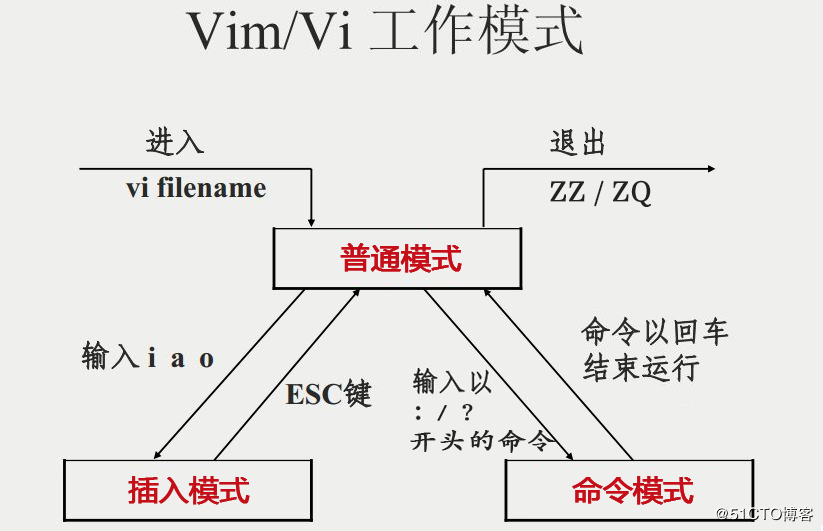 Vim/Vi 工作模式
进入
vi filename
退出
ZZ / ZQ
普通模式
输入 i a o
ESC键
输入以
: / ?
开头的命令
命令以回车
结束运行
插入模式
命令模式
@51CTO博客